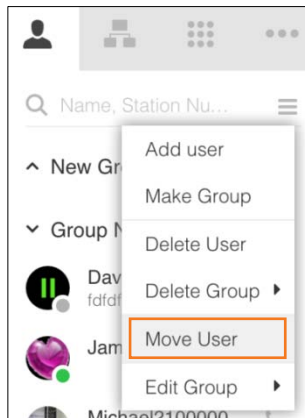 Name, Station Nu...
New Gr
Add user
Make Group
Group N
Delete User
Dav
fdfdf
Delete Group
Jam
Move User
Edit Group
Michael2100000